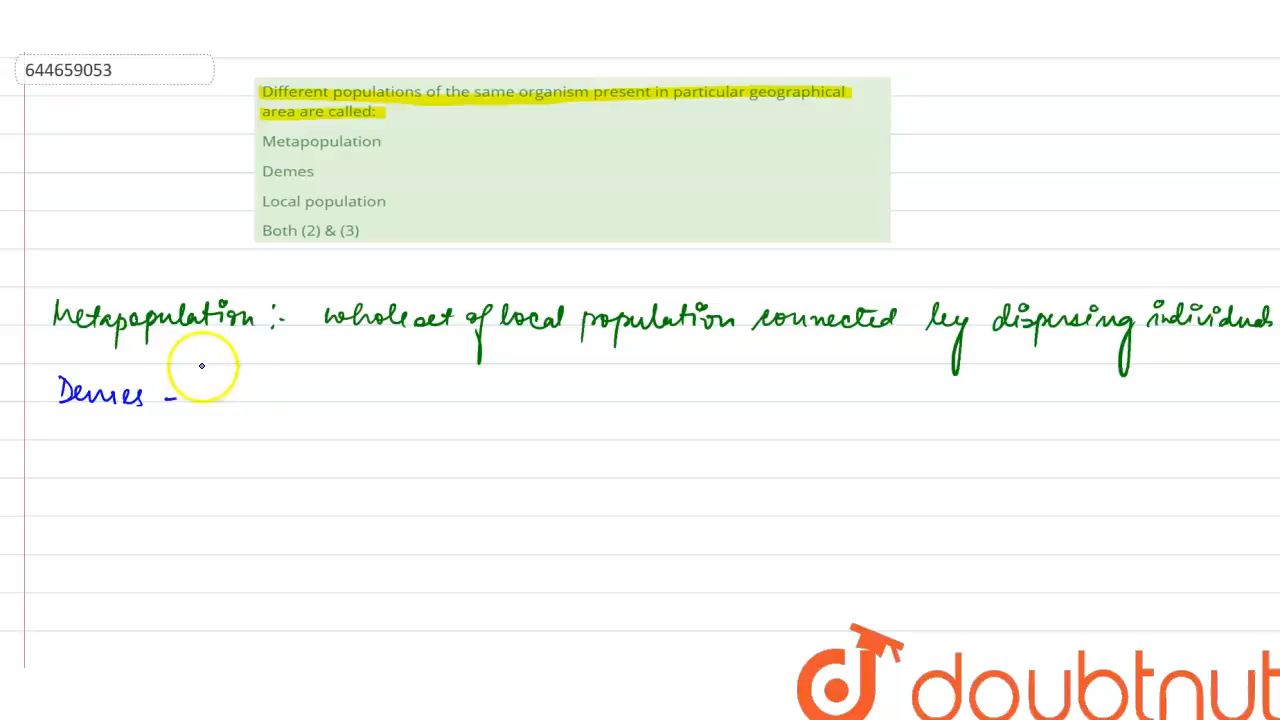 644659053
Different populations of the same organism present in particular geographical
area are called:
Metapopulation
Demes
Local population
Both (2) & (3)
Metapopulation :- whole set of local population connected by dispersing individuals
Demes -
doubtnut